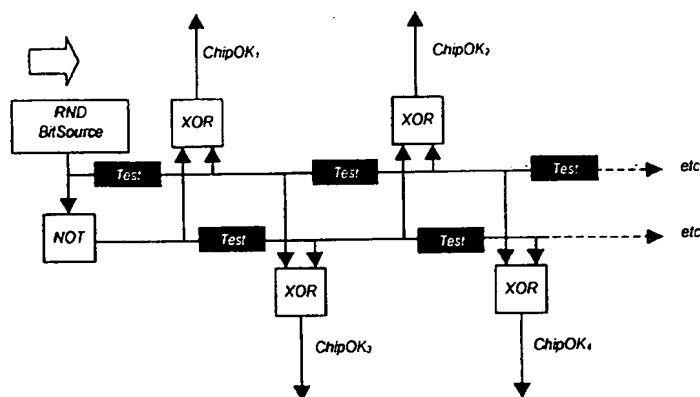 ChipOK₁
ChipOK₂
RND
BitSource
XOR
XOR
Test
Test
Test
etc
NOT
Test
Test
etc
XOR
XOR
ChipOK₃
ChipOK₄